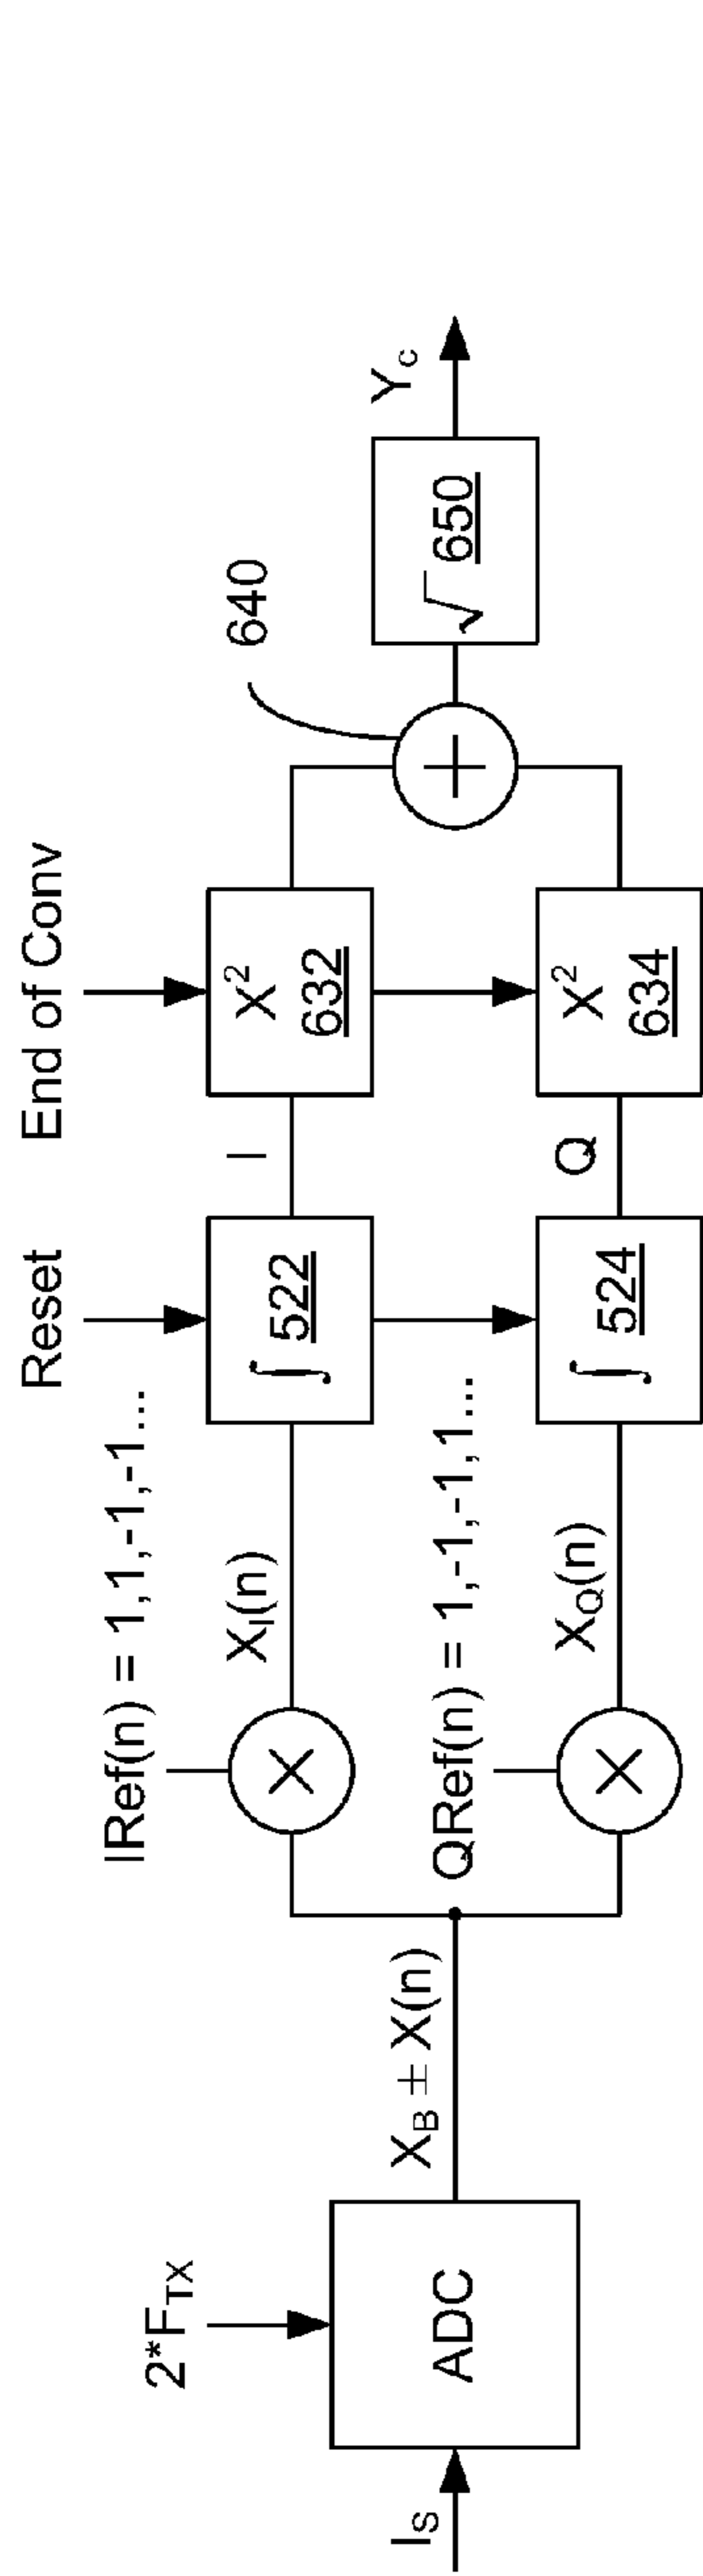 I_S
2*F_TX
ADC
X_B ± X(n)
IRef(n) = 1,1,-1,-1...
X_I(n)
QRef(n) = 1,-1,-1,1...
X_Q(n)
Reset
∫ 522
∫ 524
I
Q
End of Conv
X²
632
X²
634
640
+
√ 650
Y_c